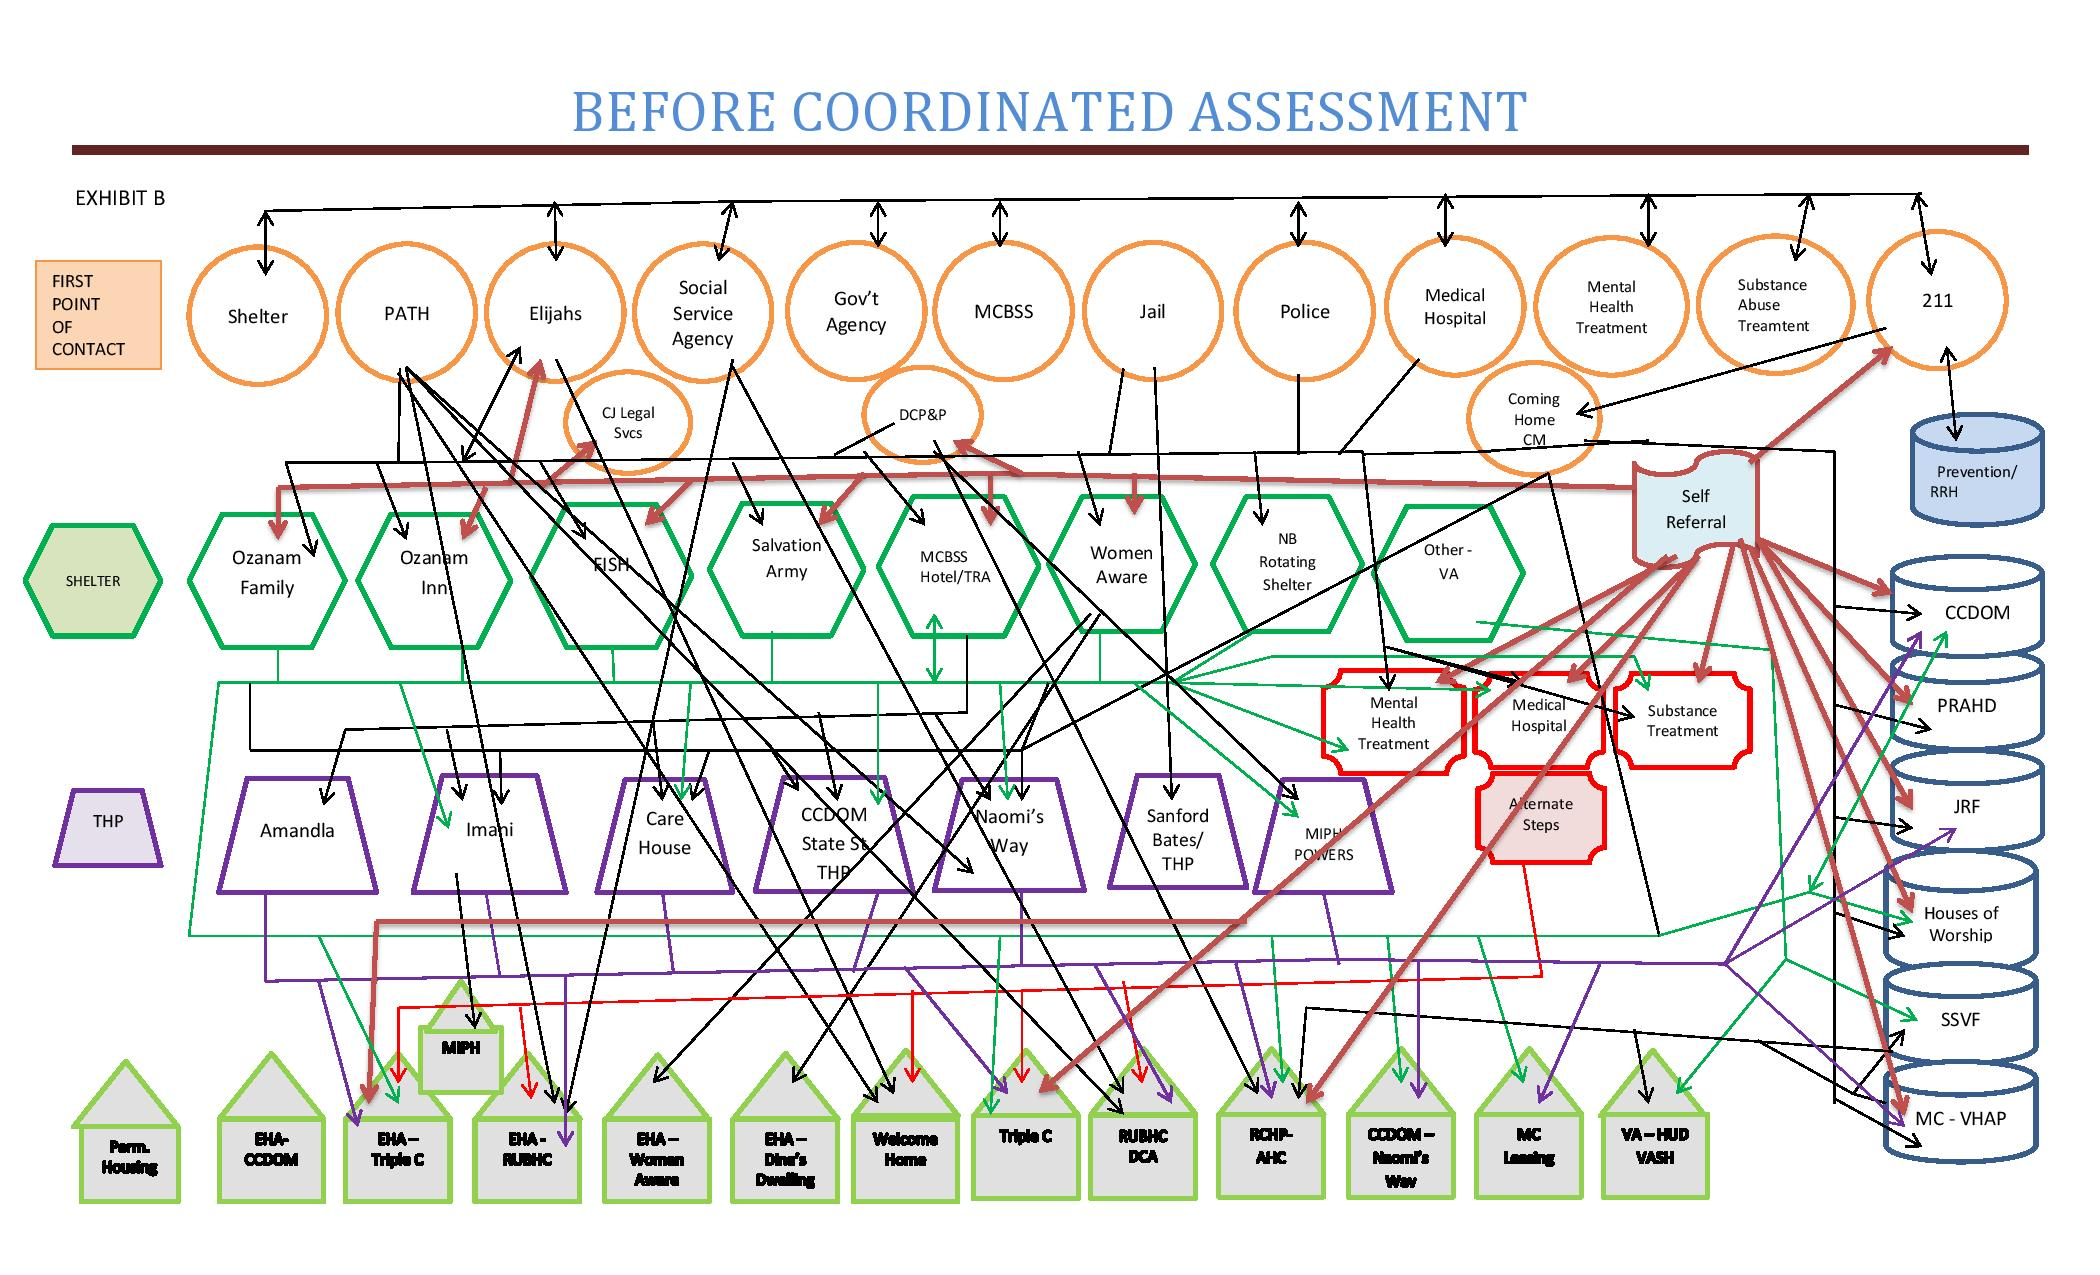 BEFORE COORDINATED ASSESSMENT
EXHIBIT B
FIRST
POINT
OF
CONTACT
Shelter
PATH
Elijahs
Social
Service
Agency
Gov't
Agency
MCBSS
Jail
Police
Medical
Hospital
Mental
Health
Treatment
Substance
Abuse
Treamtent
211
CJ Legal
Svcs
DCP&P
Coming
Home
CM
Prevention/
RRH
Self
Referral
SHELTER
Ozanam
Family
Ozanam
Inn
FISH
Salvation
Army
MCBSS
Hotel/TRA
Women
Aware
NB
Rotating
Shelter
Other -
VA
CCDOM
PRAHD
JRF
Houses of
Worship
SSVF
MC - VHAP
Mental
Health
Treatment
Medical
Hospital
Substance
Treatment
Alternate
Steps
THP
Amandla
Imani
Care
House
CCDOM
State St
THP
Naomi's
Way
Sanford
Bates/
THP
MIPH
POWERS
MIPH
Perm.
Housing
EHA-
CCDOM
EHA –
Triple C
EHA -
RUBHC
EHA –
Woman
Aware
EHA –
Dina's
Dwelling
Welcome
Home
Triple C
RUBHC
DCA
RCHP-
AHC
CCDOM –
Naomi's
Way
MC
Leasing
VA – HUD
VASH